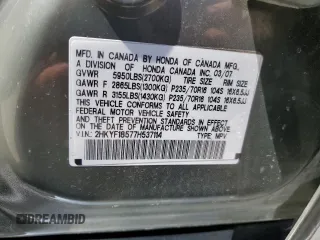 MFD. IN CANADA BY HONDA OF CANADA MFG.
A DIVISION OF HONDA CANADA INC. 03/07
GVWR 5950LBS(2700KG) TIRE SIZE RIM SIZE
GAWR F 2865LBS(1300KG) P235/70R16 104S 16X6.5JJ
GAWR R 3155LBS(1430KG) P235/70R16 104S 16X6.5JJ
THIS VEHICLE CONFORMS TO ALL APPLICABLE
FEDERAL MOTOR VEHICLE SAFETY
STANDARDS IN EFFECT ON THE DATE OF
MANUFACTURE SHOWN ABOVE.
VIN: 2HKYF18577H537114 TYPE: MPV
DREAMBID